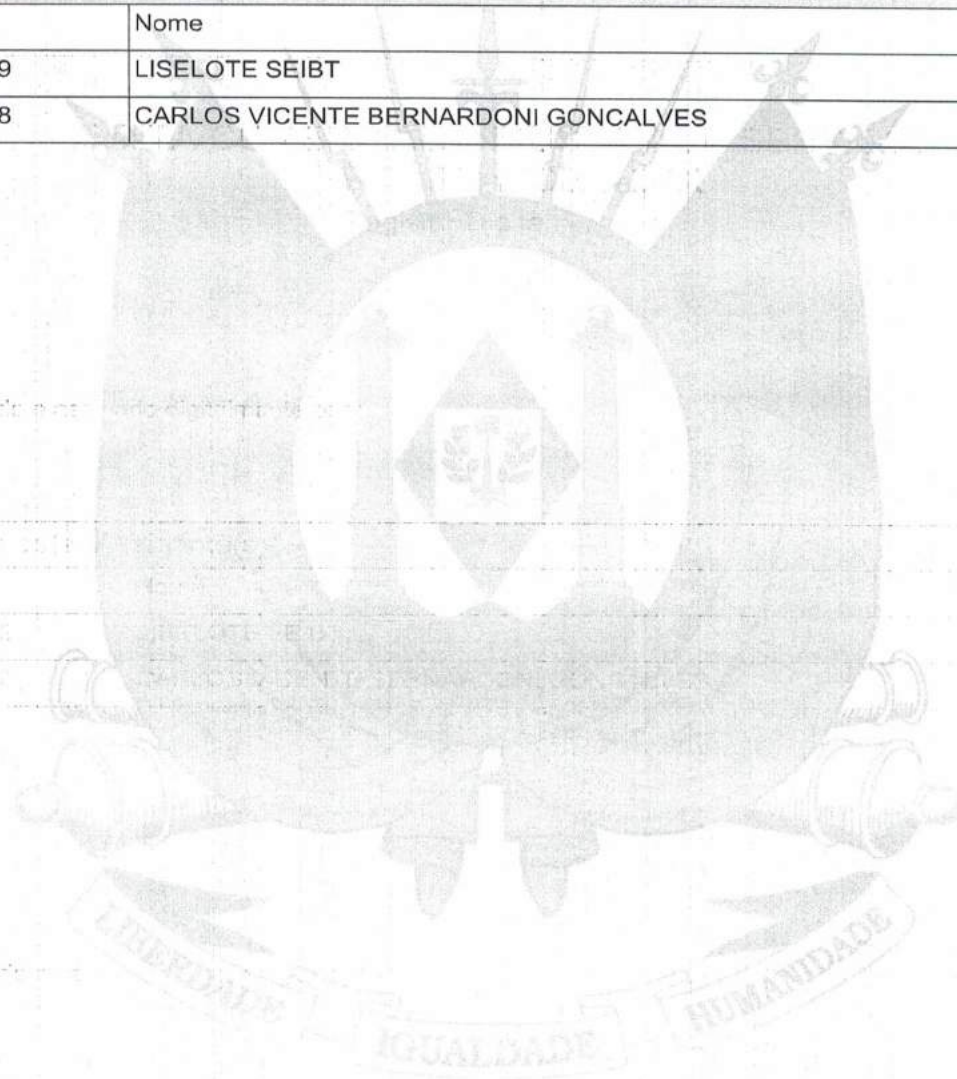 Nome
9 LISELOTE SEIBT
8 CARLOS VICENTE BERNARDONI GONCALVES
LIBERDADE
IGUALDADE
HUMANIDADE